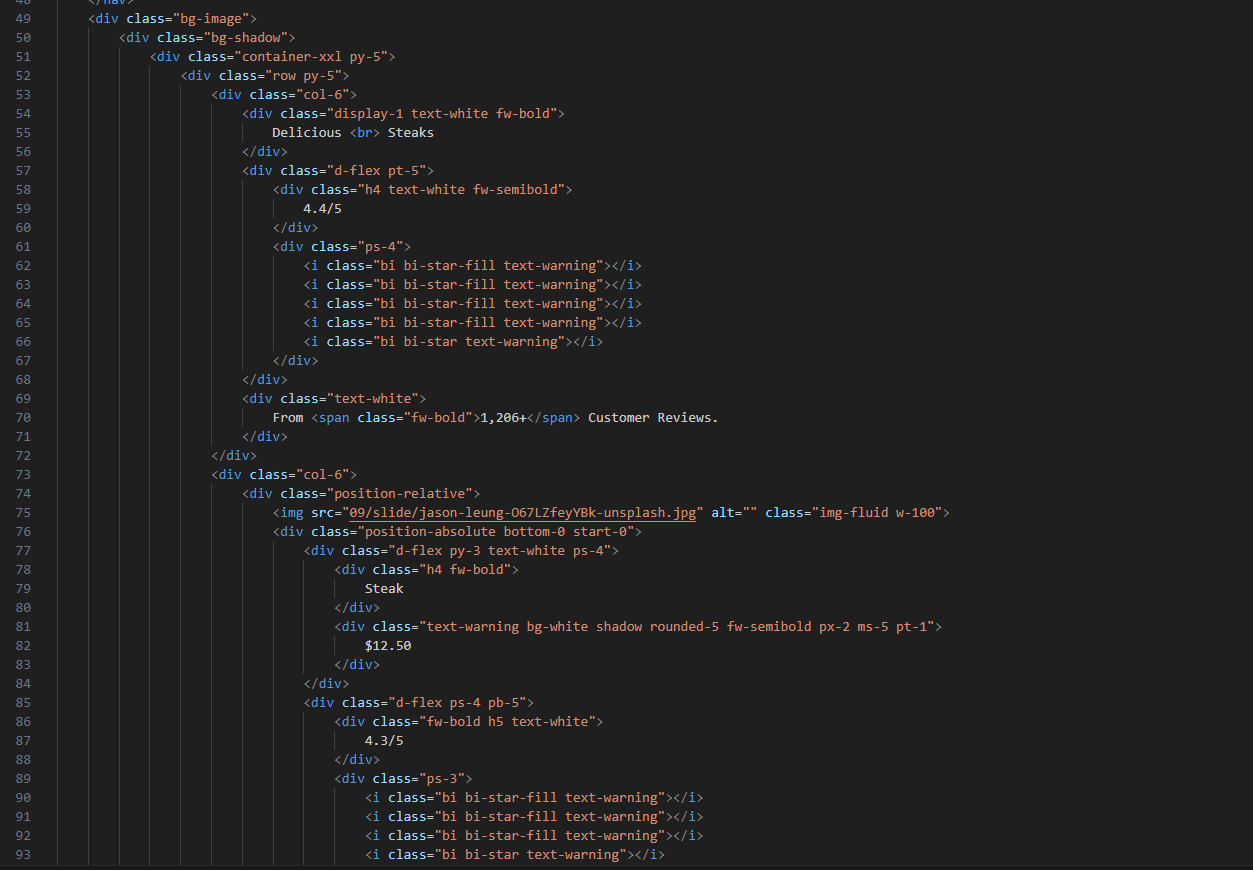 48 </nav>
49 <div class="bg-image">
50 <div class="bg-shadow">
51 <div class="container-xxl py-5">
52 <div class="row py-5">
53 <div class="col-6">
54 <div class="display-1 text-white fw-bold">
55 Delicious <br> Steaks
56 </div>
57 <div class="d-flex pt-5">
58 <div class="h4 text-white fw-semibold">
59 4.4/5
60 </div>
61 <div class="ps-4">
62 <i class="bi bi-star-fill text-warning"></i>
63 <i class="bi bi-star-fill text-warning"></i>
64 <i class="bi bi-star-fill text-warning"></i>
65 <i class="bi bi-star-fill text-warning"></i>
66 <i class="bi bi-star text-warning"></i>
67 </div>
68 </div>
69 <div class="text-white">
70 From <span class="fw-bold">1,206+</span> Customer Reviews.
71 </div>
72 </div>
73 <div class="col-6">
74 <div class="position-relative">
75 <img src="09/slide/jason-leung-O67LZfeyYBk-unsplash.jpg" alt="" class="img-fluid w-100">
76 <div class="position-absolute bottom-0 start-0">
77 <div class="d-flex py-3 text-white ps-4">
78 <div class="h4 fw-bold">
79 Steak
80 </div>
81 <div class="text-warning bg-white shadow rounded-5 fw-semibold px-2 ms-5 pt-1">
82 $12.50
83 </div>
84 </div>
85 <div class="d-flex ps-4 pb-5">
86 <div class="fw-bold h5 text-white">
87 4.3/5
88 </div>
89 <div class="ps-3">
90 <i class="bi bi-star-fill text-warning"></i>
91 <i class="bi bi-star-fill text-warning"></i>
92 <i class="bi bi-star-fill text-warning"></i>
93 <i class="bi bi-star text-warning"></i>